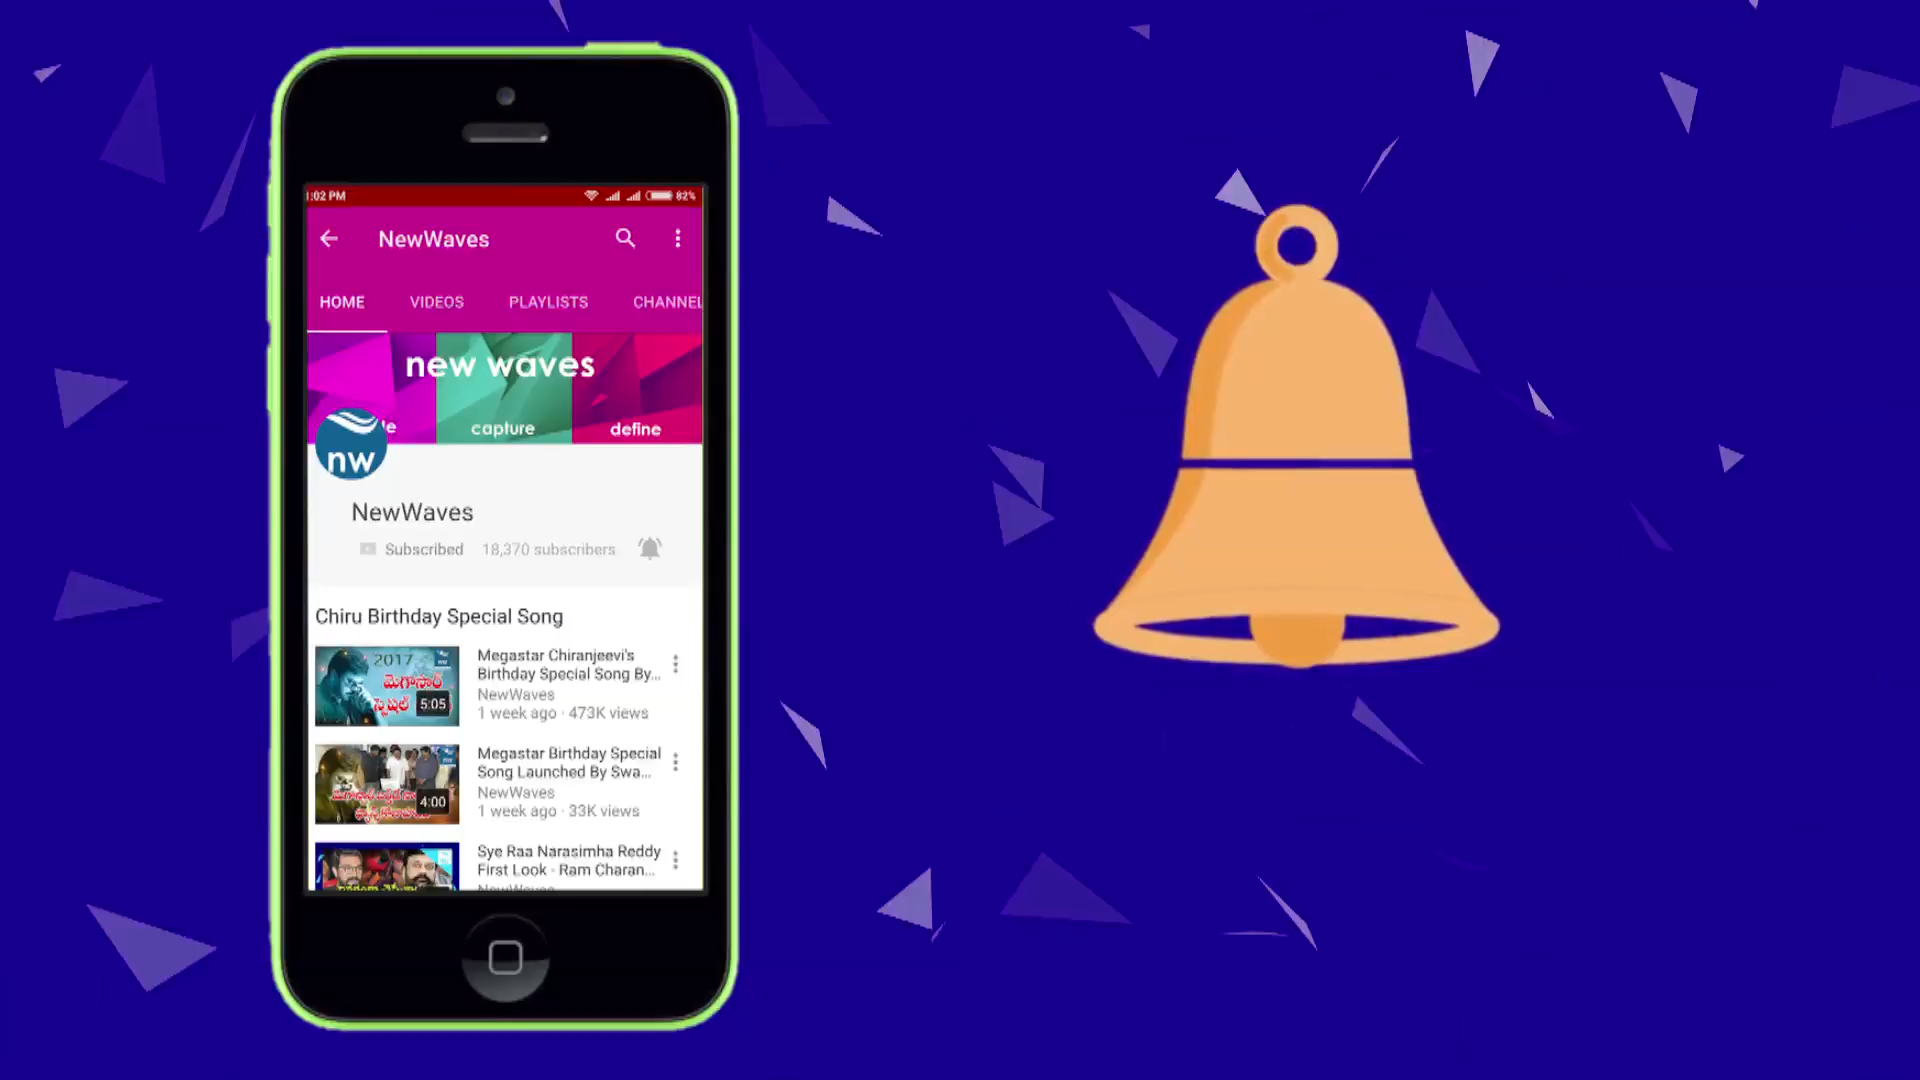 1:02 PM
82%
NewWaves
HOME VIDEOS PLAYLISTS CHANNEL
new waves
capture
define
nw
NewWaves
Subscribed 18,370 subscribers
Chiru Birthday Special Song
2017
మెగాస్టార్
స్పెషల్
5:05
Megastar Chiranjeevi's
Birthday Special Song By...
NewWaves
1 week ago · 473K views
4:00
Megastar Birthday Special
Song Launched By Swa...
NewWaves
1 week ago · 33K views
Sye Raa Narasimha Reddy
First Look - Ram Charan...
NewWaves